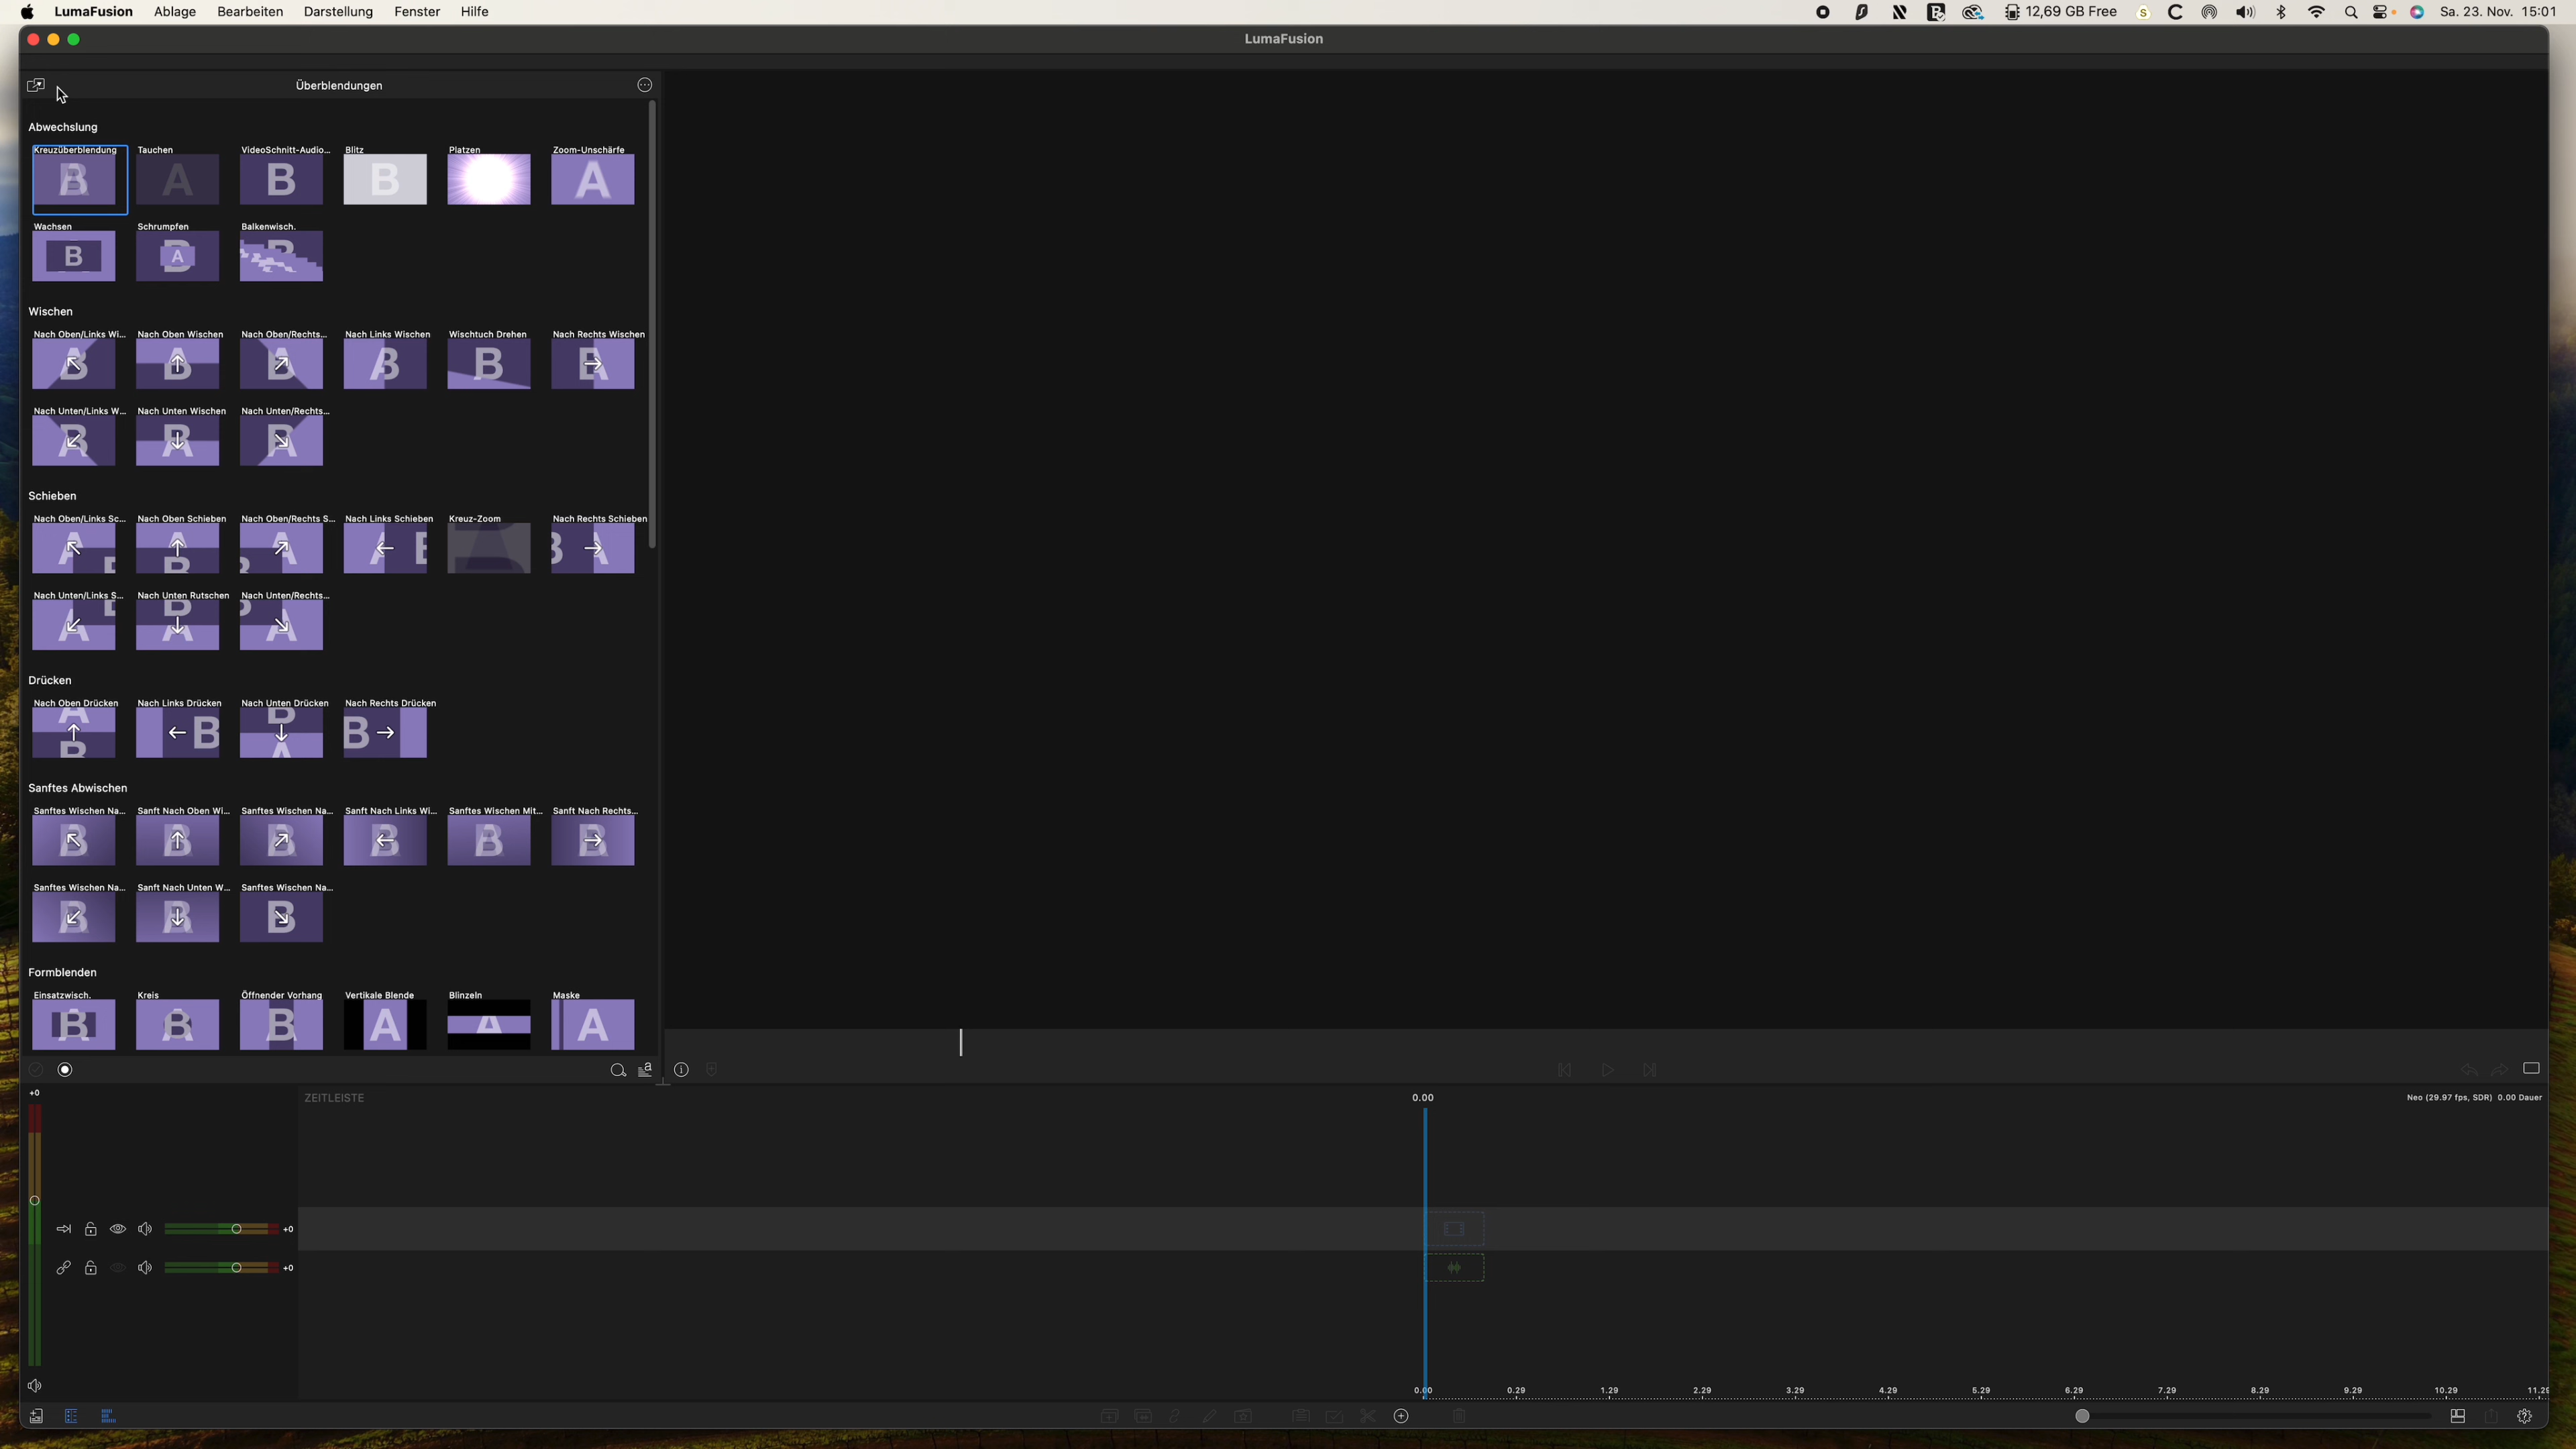 LumaFusion Ablage Bearbeiten Darstellung Fenster Hilfe 12,69 GB Free Sa. 23. Nov. 15:01
LumaFusion
Überblendungen
Abwechslung
Kreuzüberblendung Tauchen VideoSchnitt-Audio... Blitz Platzen Zoom-Unschärfe
Wachsen Schrumpfen Balkenwisch.
Wischen
Nach Oben/Links Wi... Nach Oben Wischen Nach Oben/Rechts... Nach Links Wischen Wischtuch Drehen Nach Rechts Wischen
Nach Unten/Links W... Nach Unten Wischen Nach Unten/Rechts...
Schieben
Nach Oben/Links Sc... Nach Oben Schieben Nach Oben/Rechts S... Nach Links Schieben Kreuz-Zoom Nach Rechts Schieben
Nach Unten/Links S... Nach Unten Rutschen Nach Unten/Rechts...
Drücken
Nach Oben Drücken Nach Links Drücken Nach Unten Drücken Nach Rechts Drücken
Sanftes Abwischen
Sanftes Wischen Na... Sanft Nach Oben Wi... Sanftes Wischen Na... Sanft Nach Links Wi... Sanftes Wischen Mit... Sanft Nach Rechts...
Sanftes Wischen Na... Sanft Nach Unten W... Sanftes Wischen Na...
Formblenden
Einsatzwisch. Kreis Öffnender Vorhang Vertikale Blende Blinzeln Maske
+0
ZEITLEISTE 0.00 Neo (29.97 fps, SDR) 0.00 Dauer
+0
+0
0.00 0.29 1.29 2.29 3.29 4.29 5.29 6.29 7.29 8.29 9.29 10.29 11.29